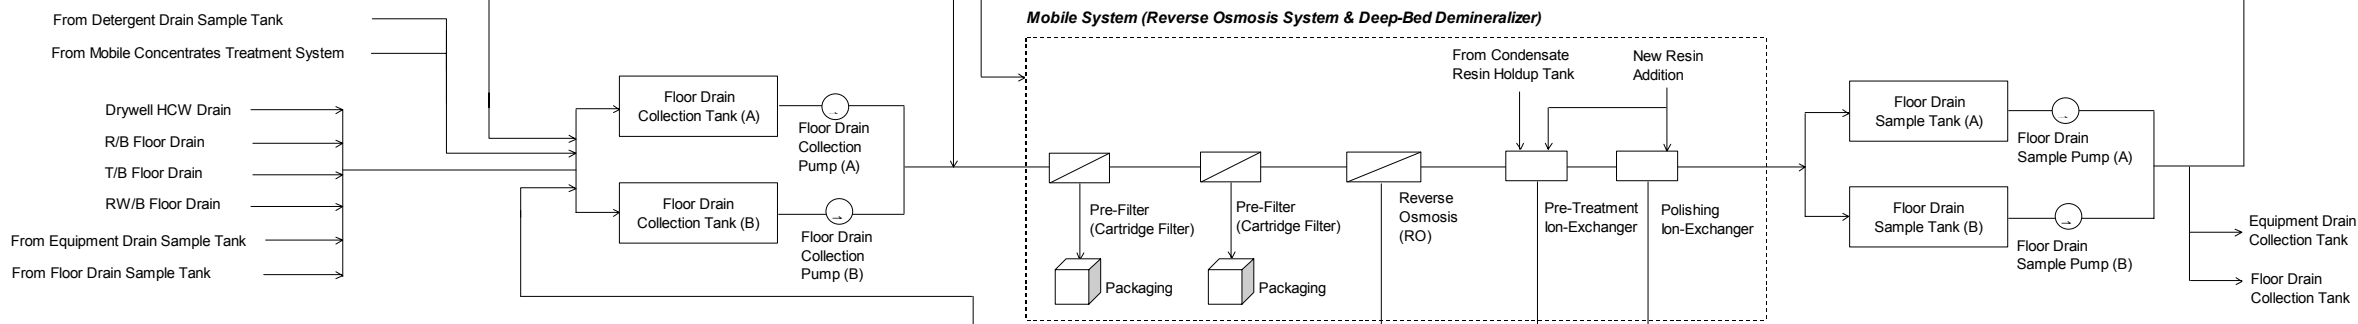 From Detergent Drain Sample Tank
From Mobile Concentrates Treatment System
Drywell HCW Drain
R/B Floor Drain
T/B Floor Drain
RW/B Floor Drain
From Equipment Drain Sample Tank
From Floor Drain Sample Tank
Floor Drain
Collection Tank (A)
Floor Drain
Collection
Pump (A)
Floor Drain
Collection Tank (B)
Floor Drain
Collection
Pump (B)
Mobile System (Reverse Osmosis System & Deep-Bed Demineralizer)
From Condensate
Resin Holdup Tank
New Resin
Addition
Pre-Filter
(Cartridge Filter)
Packaging
Pre-Filter
(Cartridge Filter)
Packaging
Reverse
Osmosis
(RO)
Pre-Treatment
Ion-Exchanger
Polishing
Ion-Exchanger
Floor Drain
Sample Tank (A)
Floor Drain
Sample Pump (A)
Floor Drain
Sample Tank (B)
Floor Drain
Sample Pump (B)
Equipment Drain
Collection Tank
Floor Drain
Collection Tank